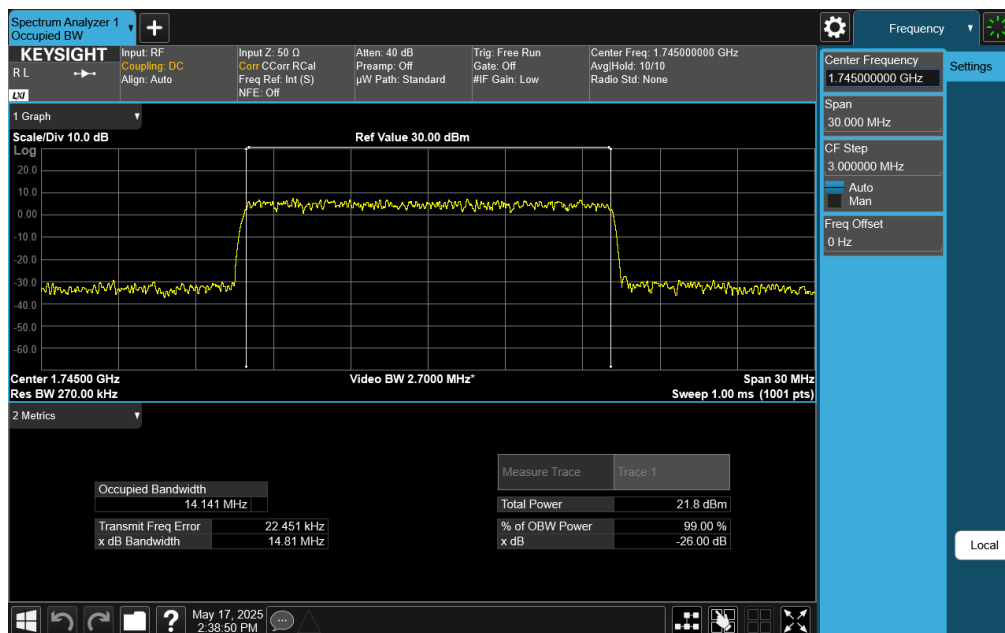 Spectrum Analyzer 1
Occupied BW
Frequency
KEYSIGHT
R L
LXI
Input: RF
Coupling: DC
Align: Auto
Input Z: 50 Ω
Corr CCorr RCal
Freq Ref: Int (S)
NFE: Off
Atten: 40 dB
Preamp: Off
µW Path: Standard
Trig: Free Run
Gate: Off
#IF Gain: Low
Center Freq: 1.745000000 GHz
Avg|Hold: 10/10
Radio Std: None
Center Frequency
1.745000000 GHz
Settings
Span
30.000 MHz
CF Step
3.000000 MHz
Auto
Man
Freq Offset
0 Hz
Local
1 Graph
Scale/Div 10.0 dB
Ref Value 30.00 dBm
Log
20.0
10.0
0.00
-10.0
-20.0
-30.0
-40.0
-50.0
-60.0
Center 1.74500 GHz
Video BW 2.7000 MHz*
Span 30 MHz
Res BW 270.00 kHz
Sweep 1.00 ms (1001 pts)
2 Metrics
Measure Trace
Trace 1
Occupied Bandwidth
14.141 MHz
Total Power
21.8 dBm
Transmit Freq Error
22.451 kHz
% of OBW Power
99.00 %
x dB Bandwidth
14.81 MHz
x dB
-26.00 dB
?
May 17, 2025
2:38:50 PM